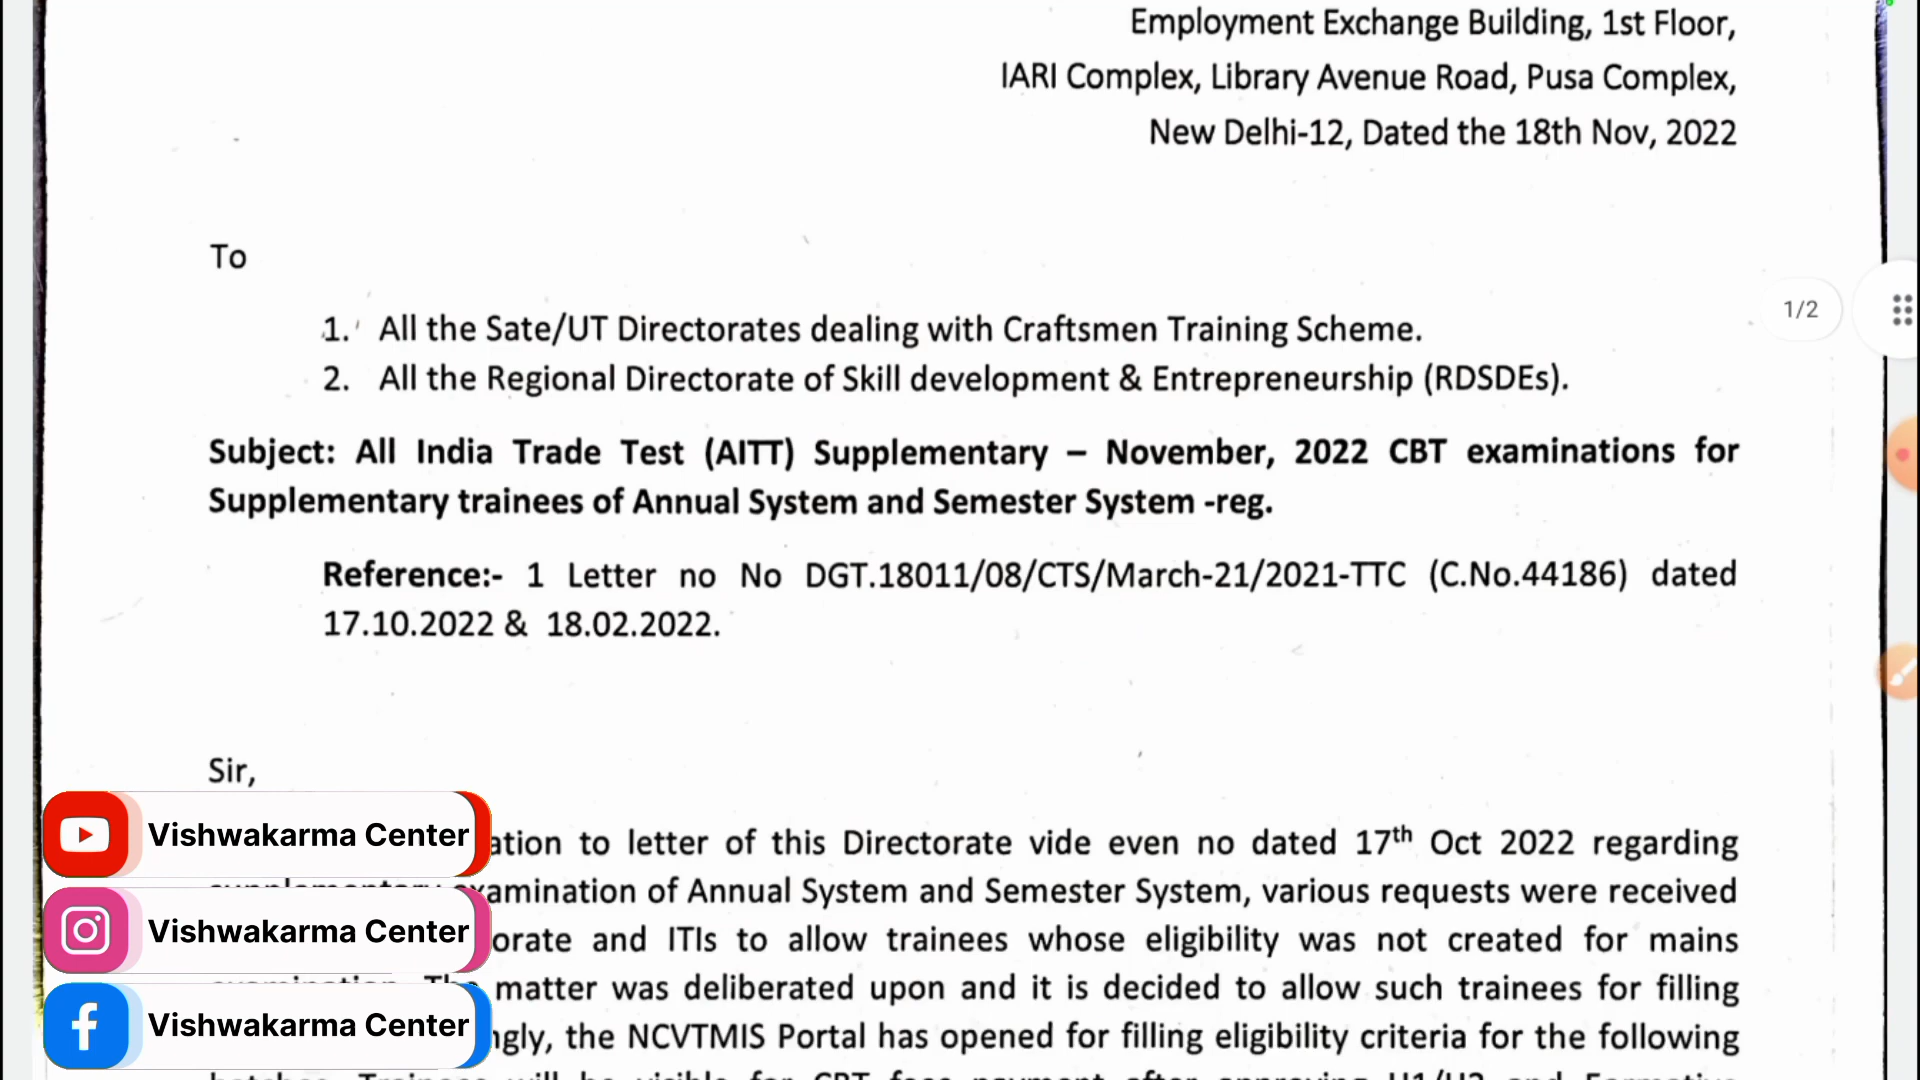 Employment Exchange Building, 1st Floor,
IARI Complex, Library Avenue Road, Pusa Complex,
New Delhi-12, Dated the 18th Nov, 2022
To
1/2
1. All the Sate/UT Directorates dealing with Craftsmen Training Scheme.
2. All the Regional Directorate of Skill development & Entrepreneurship (RDSDEs).
Subject: All India Trade Test (AITT) Supplementary – November, 2022 CBT examinations for
Supplementary trainees of Annual System and Semester System -reg.
Reference:- 1 Letter no No DGT.18011/08/CTS/March-21/2021-TTC (C.No.44186) dated
17.10.2022 & 18.02.2022.
Sir,
Vishwakarma Center
ation to letter of this Directorate vide even no dated 17th Oct 2022 regarding
supplementary examination of Annual System and Semester System, various requests were received
Vishwakarma Center
orate and ITIs to allow trainees whose eligibility was not created for mains
examination. The matter was deliberated upon and it is decided to allow such trainees for filling
Vishwakarma Center
ngly, the NCVTMIS Portal has opened for filling eligibility criteria for the following